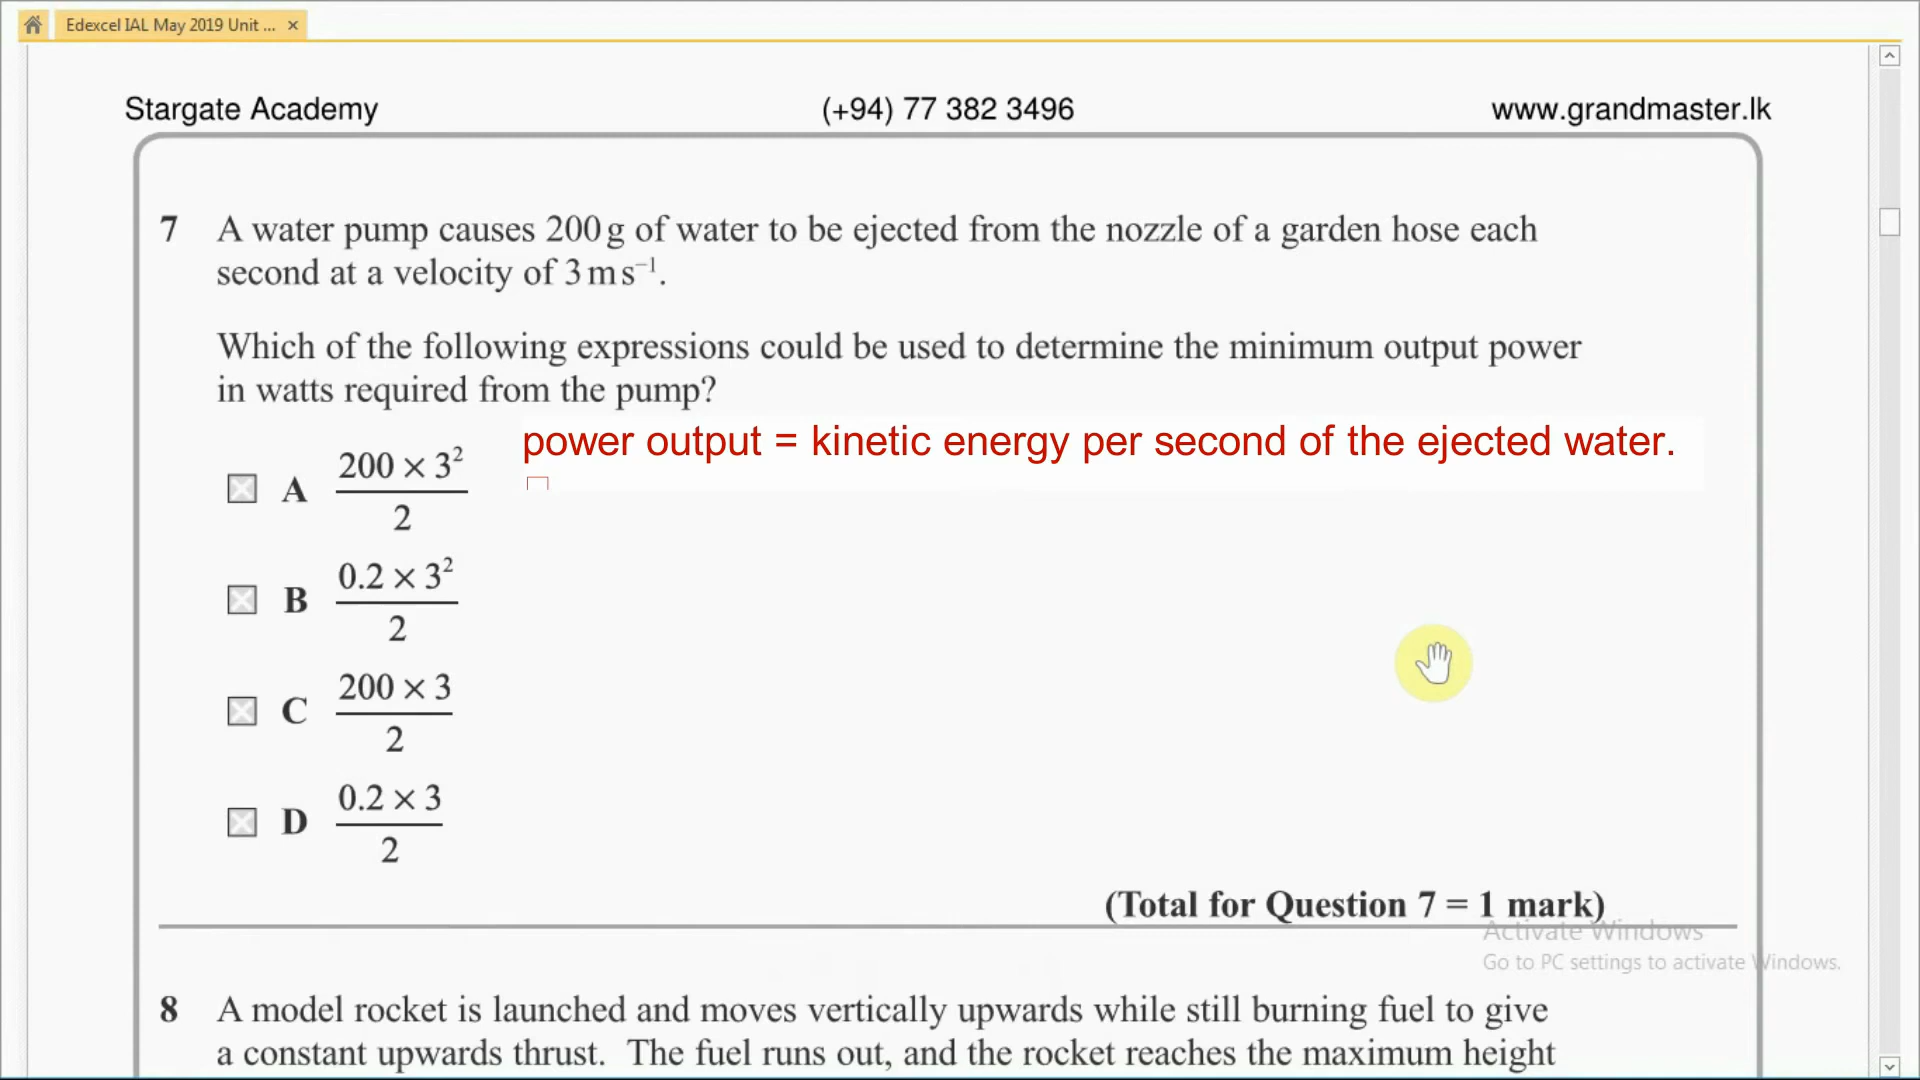 Edexcel IAL May 2019 Unit ... ×
Stargate Academy (+94) 77 382 3496 www.grandmaster.lk
7 A water pump causes 200 g of water to be ejected from the nozzle of a garden hose each
second at a velocity of 3 m s⁻¹.
Which of the following expressions could be used to determine the minimum output power
in watts required from the pump?
power output = kinetic energy per second of the ejected water.
A 200 × 3²
2
B 0.2 × 3²
2
C 200 × 3
2
D 0.2 × 3
2
(Total for Question 7 = 1 mark)
Activate Windows
Go to PC settings to activate Windows.
8 A model rocket is launched and moves vertically upwards while still burning fuel to give
a constant upwards thrust. The fuel runs out, and the rocket reaches the maximum height